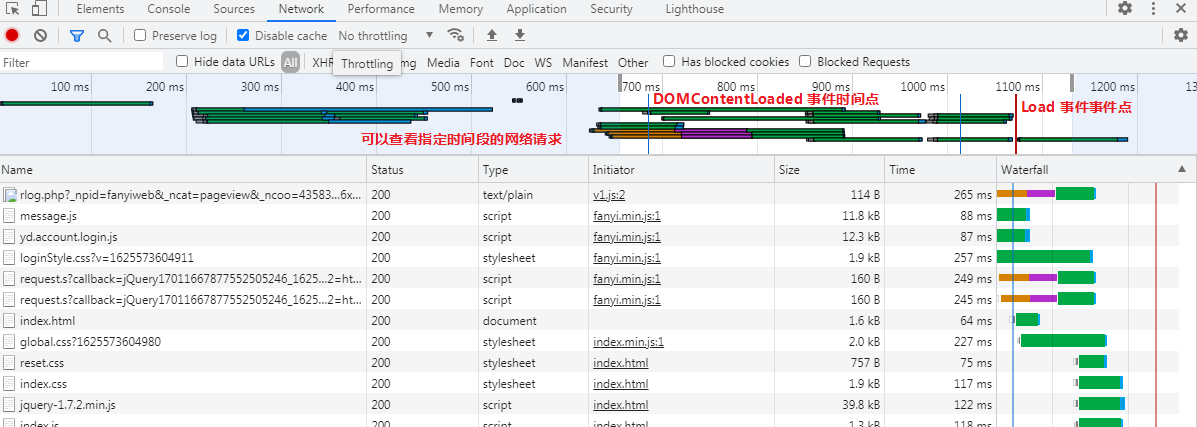 Elements Console Sources Network Performance Memory Application Security Lighthouse
Preserve log Disable cache No throttling
Filter Hide data URLs All XHR Throttling mg Media Font Doc WS Manifest Other Has blocked cookies Blocked Requests
100 ms 200 ms 300 ms 400 ms 500 ms 600 ms 700 ms 800 ms 900 ms 1000 ms 1100 ms 1200 ms
DOMContentLoaded 事件时间点
Load 事件事件点
可以查看指定时间段的网络请求
Name Status Type Initiator Size Time Waterfall
rlog.php?_npid=fanyiweb&_ncat=pageview&_ncoo=43583...6x... 200 text/plain v1.js:2 114 B 265 ms
message.js 200 script fanyi.min.js:1 11.8 kB 88 ms
yd.account.login.js 200 script fanyi.min.js:1 12.3 kB 87 ms
loginStyle.css?v=1625573604911 200 stylesheet fanyi.min.js:1 1.9 kB 257 ms
request.s?callback=jQuery17011667877552505246_1625...2=ht... 200 script fanyi.min.js:1 160 B 249 ms
request.s?callback=jQuery17011667877552505246_1625...2=ht... 200 script fanyi.min.js:1 160 B 245 ms
index.html 200 document 1.6 kB 64 ms
global.css?1625573604980 200 stylesheet index.min.js:1 2.0 kB 227 ms
reset.css 200 stylesheet index.html 757 B 75 ms
index.css 200 stylesheet index.html 1.9 kB 117 ms
jquery-1.7.2.min.js 200 script index.html 39.8 kB 122 ms
index.js 200 script index.html 1.3 kB 118 ms